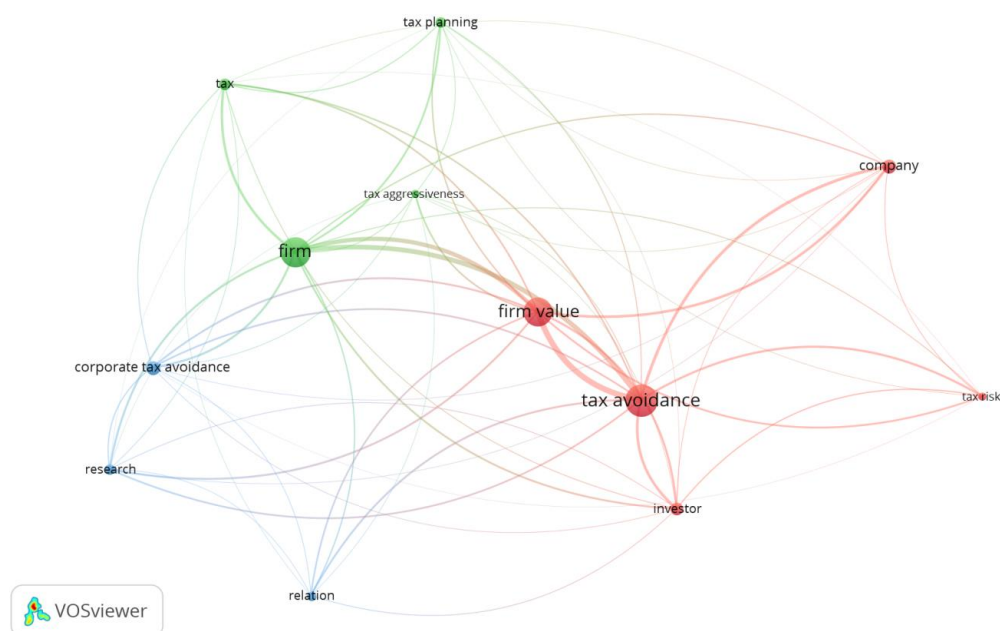 tax planning
tax
company
tax aggressiveness
firm
firm value
corporate tax avoidance
tax avoidance
tax risk
research
investor
relation
VOSviewer